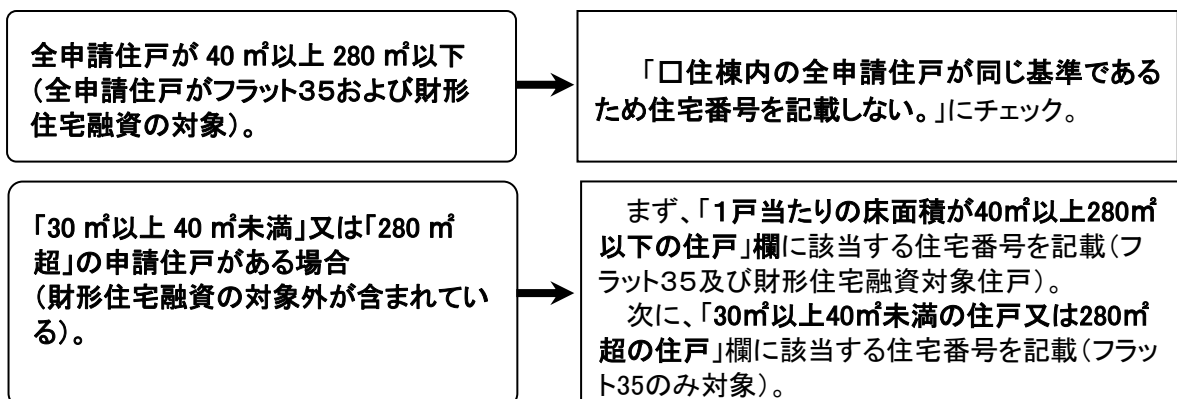 全申請住戸が 40 ㎡以上 280 ㎡以下
(全申請住戸がフラット35および財形
住宅融資の対象)。
「□住棟内の全申請住戸が同じ基準である
ため住宅番号を記載しない。」にチェック。
「30 ㎡以上 40 ㎡未満」又は「280 ㎡
超」の申請住戸がある場合
(財形住宅融資の対象外が含まれてい
る)。
まず、「1戸当たりの床面積が40㎡以上280㎡
以下の住戸」欄に該当する住宅番号を記載(フ
ラット35及び財形住宅融資対象住戸)。
次に、「30㎡以上40㎡未満の住戸又は280㎡
超の住戸」欄に該当する住宅番号を記載(フラッ
ト35のみ対象)。